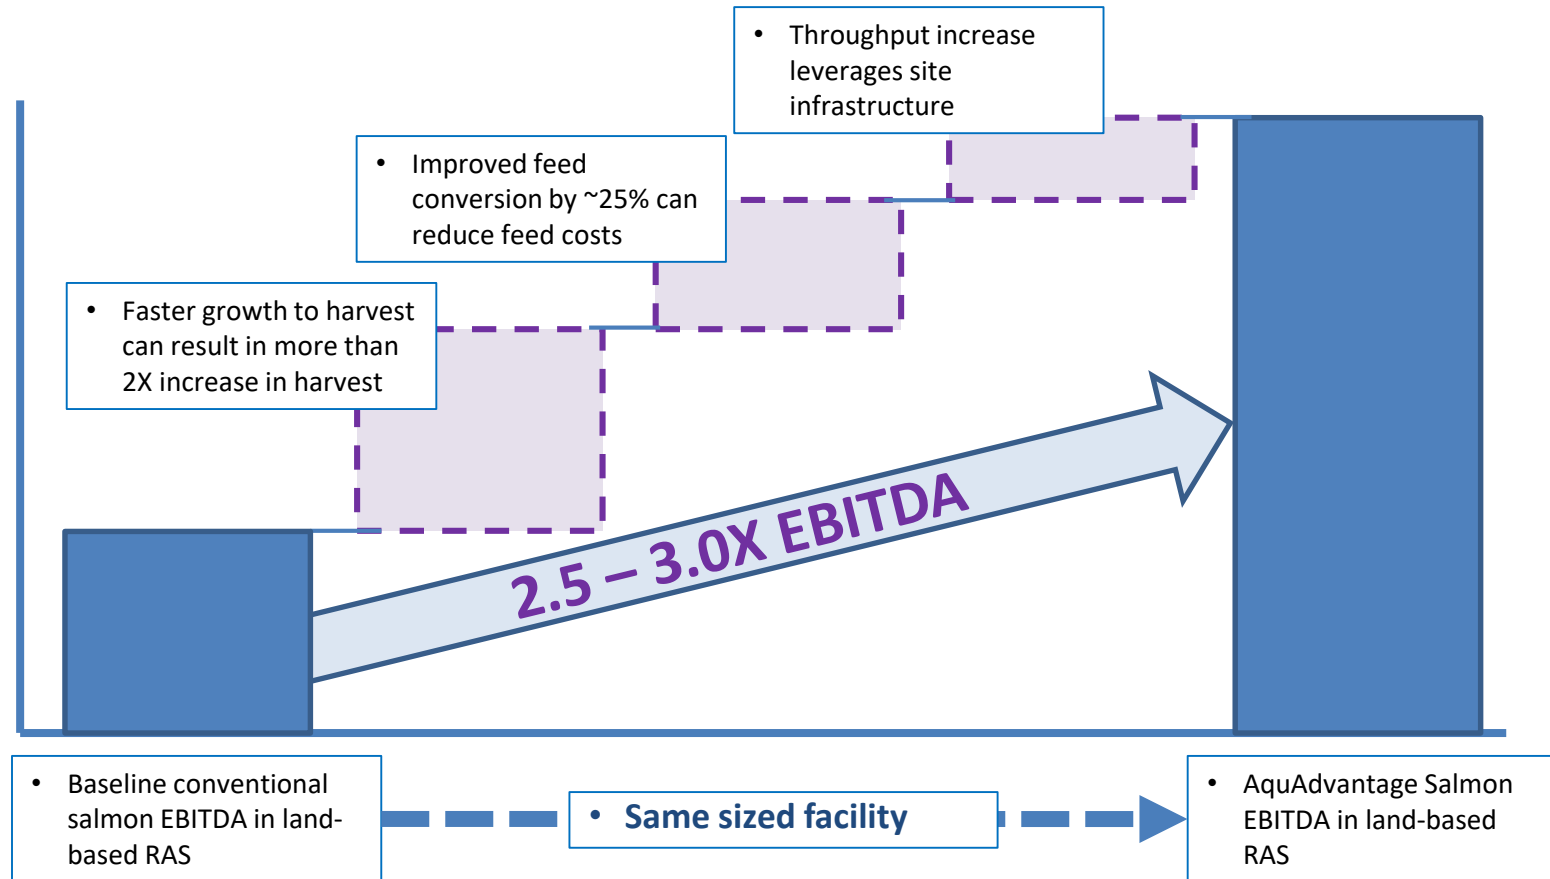 • Throughput increase
leverages site
infrastructure
• Improved feed
conversion by ~25% can
reduce feed costs
• Faster growth to harvest
can result in more than
2X increase in harvest
2.5 – 3.0X EBITDA
• Baseline conventional
salmon EBITDA in land-
based RAS
• Same sized facility
• AquAdvantage Salmon
EBITDA in land-based
RAS